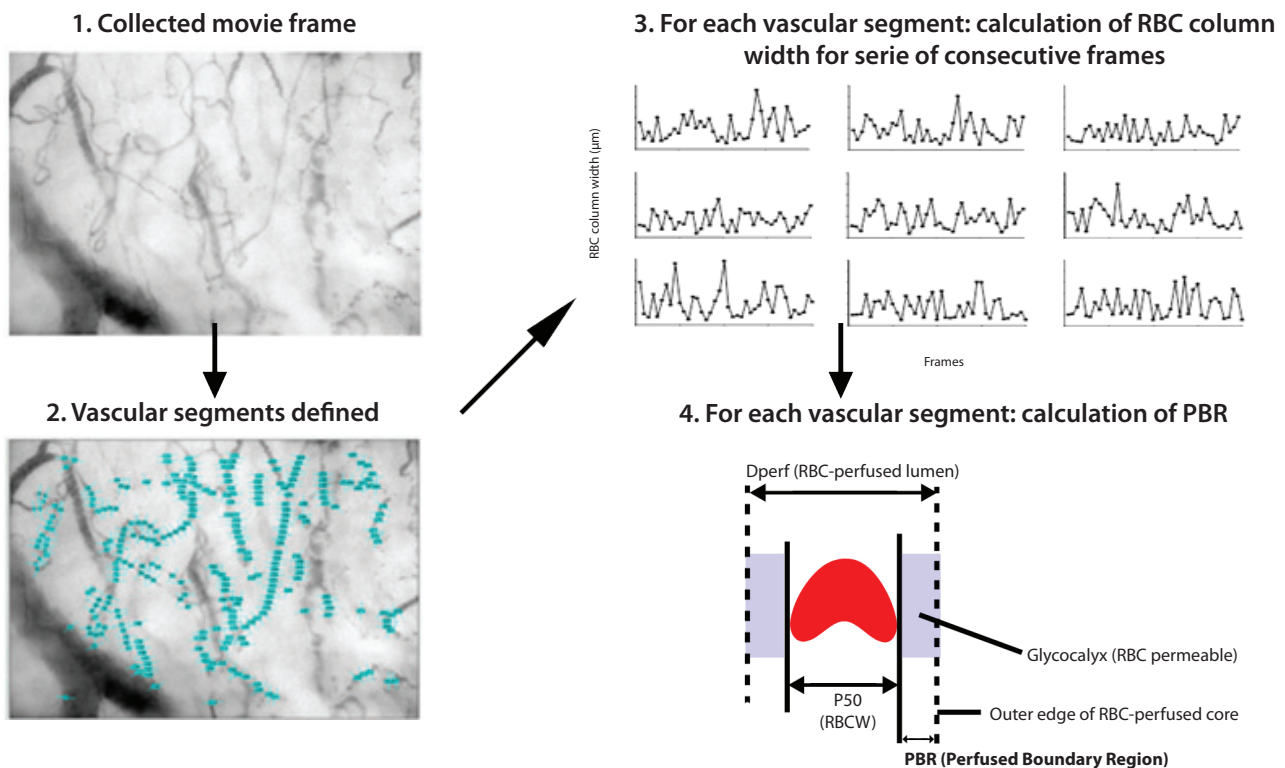 1. Collected movie frame
2. Vascular segments defined
3. For each vascular segment: calculation of RBC column
width for serie of consecutive frames
RBC column width (μm)
Frames
4. For each vascular segment: calculation of PBR
Dperf (RBC-perfused lumen)
Glycocalyx (RBC permeable)
P50
(RBCW)
Outer edge of RBC-perfused core
PBR (Perfused Boundary Region)